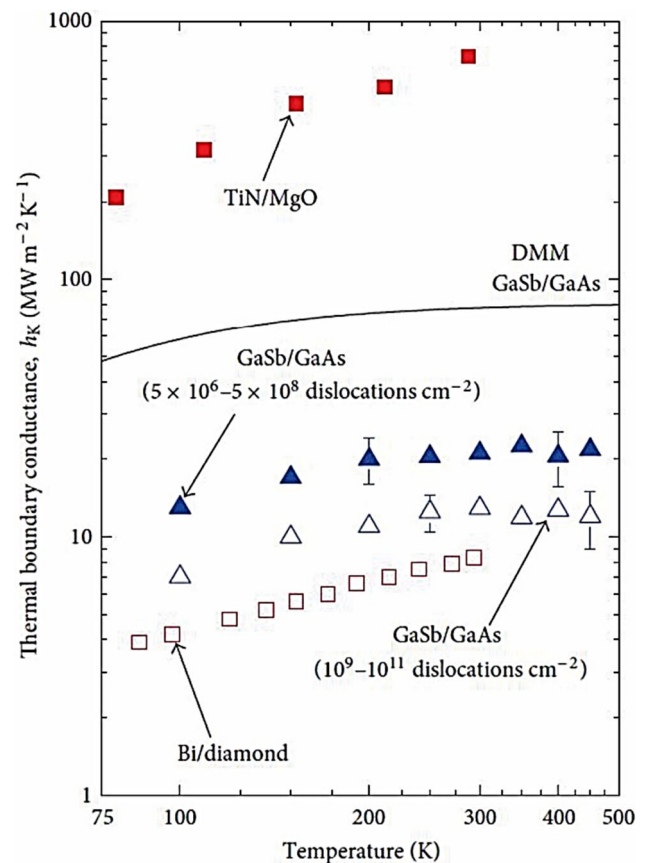 1000
TiN/MgO
DMM
GaSb/GaAs
100
GaSb/GaAs
(5 × 10⁶–5 × 10⁸ dislocations cm⁻²)
10
GaSb/GaAs
(10⁹–10¹¹ dislocations cm⁻²)
Bi/diamond
1
75 100 200 300 400 500
Temperature (K)
Thermal boundary conductance, hK (MW m⁻² K⁻¹)